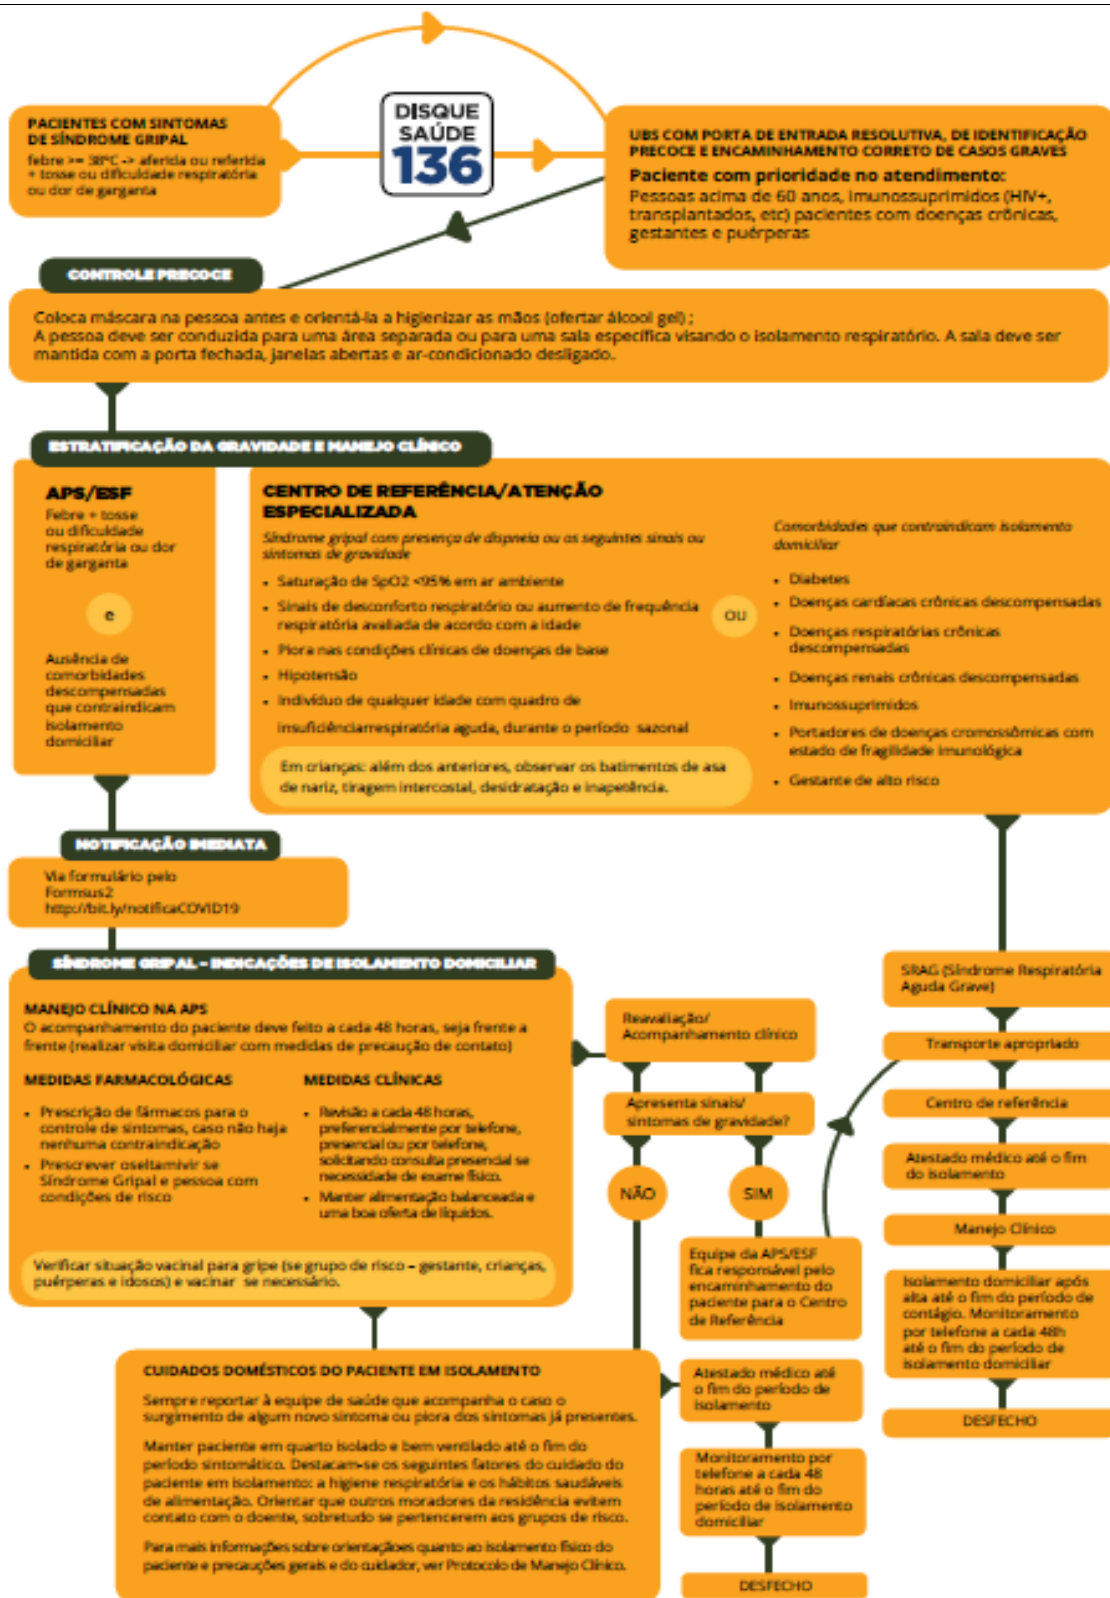 PACIENTES COM SINTOMAS
DE SÍNDROME GRIPAL
febre >= 38ºC -> aferida ou referida
+ tosse ou dificuldade respiratória
ou dor de garganta
DISQUE
SAÚDE
136
UBS COM PORTA DE ENTRADA RESOLUTIVA, DE IDENTIFICAÇÃO
PRECOCE E ENCAMINHAMENTO CORRETO DE CASOS GRAVES
Paciente com prioridade no atendimento:
Pessoas acima de 60 anos, imunossuprimidos (HIV+,
transplantados, etc) pacientes com doenças crônicas,
gestantes e puérperas
CONTROLE PRECOCE
Coloca máscara na pessoa antes e orientá-la a higienizar as mãos (ofertar álcool gel) ;
A pessoa deve ser conduzida para uma área separada ou para uma sala específica visando o isolamento respiratório. A sala deve ser
mantida com a porta fechada, janelas abertas e ar-condicionado desligado.
ESTRATIFICAÇÃO DA GRAVIDADE E MANEJO CLÍNICO
APS/ESF
Febre + tosse
ou dificuldade
respiratória ou dor
de garganta
e
Ausência de
comorbidades
descompensadas
que contraindicam
isolamento
domiciliar
CENTRO DE REFERÊNCIA/ATENÇÃO
ESPECIALIZADA
Síndrome gripal com presença de dispneia ou os seguintes sinais ou
sintomas de gravidade
• Saturação de SpO2 <95% em ar ambiente
• Sinais de desconforto respiratório ou aumento de frequência
respiratória avaliada de acordo com a idade
• Piora nas condições clínicas de doenças de base
• Hipotensão
• Indivíduo de qualquer idade com quadro de
insuficiênciarrespiratória aguda, durante o período sazonal
Em crianças: além dos anteriores, observar os batimentos de asa
de nariz, tiragem intercostal, desidratação e inapetência.
OU
Comorbidades que contraindicam isolamento
domiciliar
• Diabetes
• Doenças cardíacas crônicas descompensadas
• Doenças respiratórias crônicas
descompensadas
• Doenças renais crônicas descompensadas
• Imunossuprimidos
• Portadores de doenças cromossômicas com
estado de fragilidade imunológica
• Gestante de alto risco
NOTIFICAÇÃO IMEDIATA
Via formulário pelo
Formsus2
http://bit.ly/notificaCOVID19
SÍNDROME GRIPAL – INDICAÇÕES DE ISOLAMENTO DOMICILIAR
MANEJO CLÍNICO NA APS
O acompanhamento do paciente deve feito a cada 48 horas, seja frente a
frente (realizar visita domiciliar com medidas de precaução de contato)
MEDIDAS FARMACOLÓGICAS
• Prescrição de fármacos para o
controle de sintomas, caso não haja
nenhuma contraindicação
• Prescrever oseltamivir se
Síndrome Gripal e pessoa com
condições de risco
MEDIDAS CLÍNICAS
• Revisão a cada 48 horas,
preferencialmente por telefone,
presencial ou por telefone,
solicitando consulta presencial se
necessidade de exame físico.
• Manter alimentação balanceada e
uma boa oferta de líquidos.
Verificar situação vacinal para gripe (se grupo de risco – gestante, crianças,
puérperas e idosos) e vacinar se necessário.
Reavaliação/
Acompanhamento clínico
Apresenta sinais/
sintomas de gravidade?
NÃO
SIM
Equipe da APS/ESF
fica responsável pelo
encaminhamento do
paciente para o Centro
de Referência
SRAG (Síndrome Respiratória
Aguda Grave)
Transporte apropriado
Centro de referência
Atestado médico até o fim
do isolamento
Manejo Clínico
Isolamento domiciliar após
alta até o fim do período de
contágio. Monitoramento
por telefone a cada 48h
até o fim do período de
isolamento domiciliar
DESFECHO
CUIDADOS DOMÉSTICOS DO PACIENTE EM ISOLAMENTO
Sempre reportar à equipe de saúde que acompanha o caso o
surgimento de algum novo sintoma ou piora dos sintomas já presentes.
Manter paciente em quarto isolado e bem ventilado até o fim do
período sintomático. Destacam-se os seguintes fatores do cuidado do
paciente em isolamento: a higiene respiratória e os hábitos saudáveis
de alimentação. Orientar que outros moradores da residência evitem
contato com o doente, sobretudo se pertencerem aos grupos de risco.
Para mais informações sobre orientaçãoes quanto ao isolamento físico do
paciente e precauções gerais e do cuidador, ver Protocolo de Manejo Clínico.
Atestado médico até
o fim do período de
isolamento
Monitoramento por
telefone a cada 48
horas até o fim do
período de isolamento
domiciliar
DESFECHO